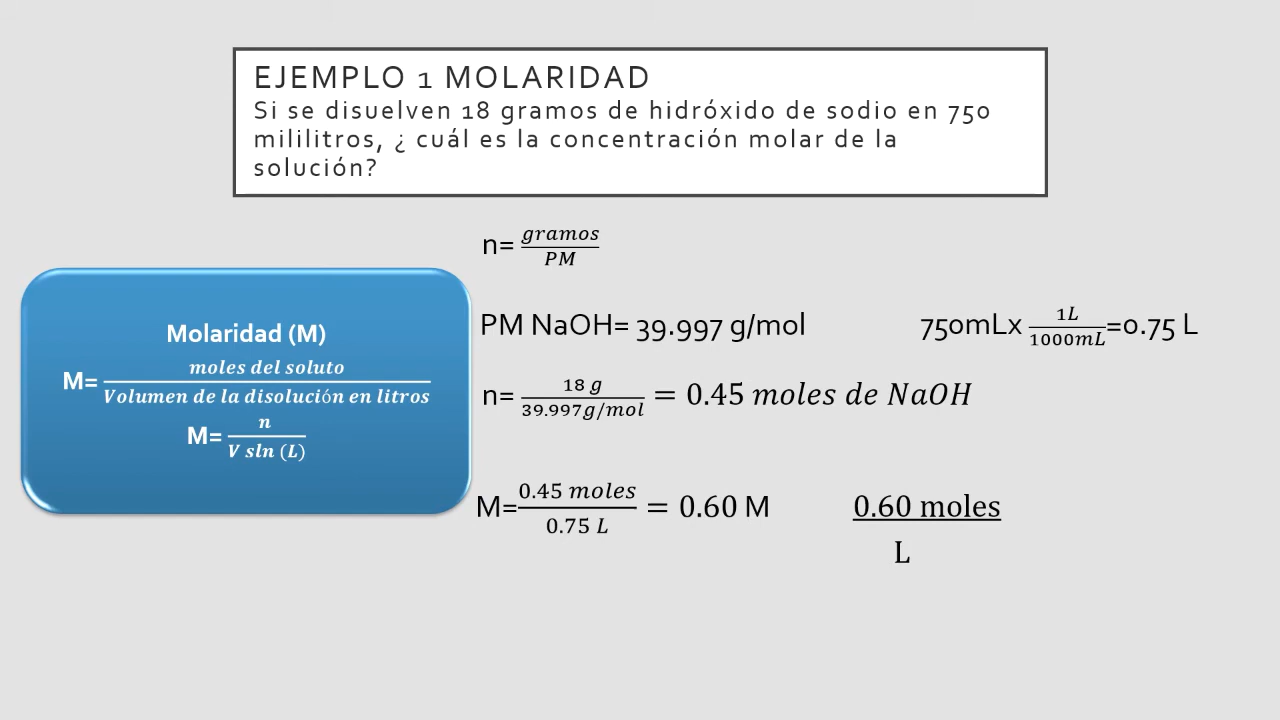 EJEMPLO 1 MOLARIDAD
Si se disuelven 18 gramos de hidróxido de sodio en 750
mililitros, ¿ cuál es la concentración molar de la
solución?
n= gramos/PM
Molaridad (M)
M= moles del soluto/Volumen de la disolución en litros
M= n/V sln (L)
PM NaOH= 39.997 g/mol
750mLx 1L/1000mL=0.75 L
n= 18 g/39.997g/mol = 0.45 moles de NaOH
M=0.45 moles/0.75 L = 0.60 M
0.60 moles
L